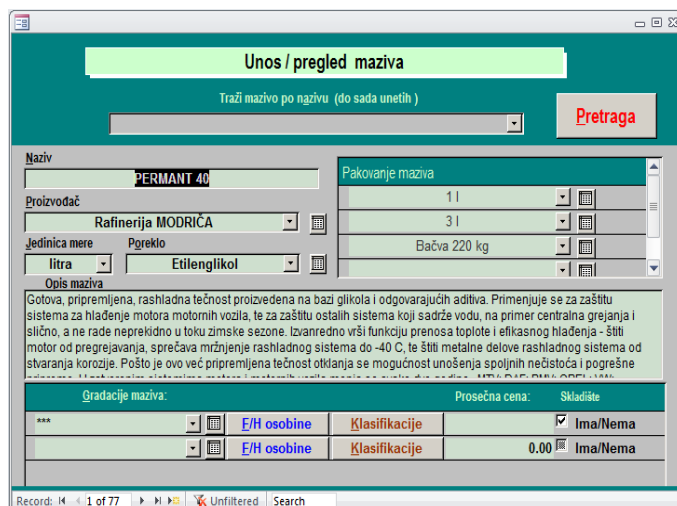 Unos / pregled maziva
Traži mazivo po nazivu (do sada unetih )
Pretraga
Naziv
PERMANT 40
Proizvođač
Rafinerija MODRIČA
Jedinica mere Poreklo
litra Etilenglikol
Pakovanje maziva
1 l
3 l
Bačva 220 kg
Opis maziva
Gotova, pripremljena, rashladna tečnost proizvedena na bazi glikola i odgovarajućih aditiva. Primenjuje se za zaštitu
sistema za hlađenje motora motornih vozila, te za zaštitu ostalih sistema koji sadrže vodu, na primer centralna grejanja i
slično, a ne rade neprekidno u toku zimske sezone. Izvanredno vrši funkciju prenosa toplote i efikasnog hlađenja - štiti
motor od pregrejavanja, sprečava mržnjenje rashladnog sistema do -40 C, te štiti metalne delove rashladnog sistema od
stvaranja korozije. Pošto je ovo već pripremljena tečnost otklanja se mogućnost unošenja spoljnih nečistoća i pogrešne
Gradacije maziva: Prosečna cena: Skladište
*** F/H osobine Klasifikacije Ima/Nema
F/H osobine Klasifikacije 0.00 Ima/Nema
Record: 1 of 77 Unfiltered Search